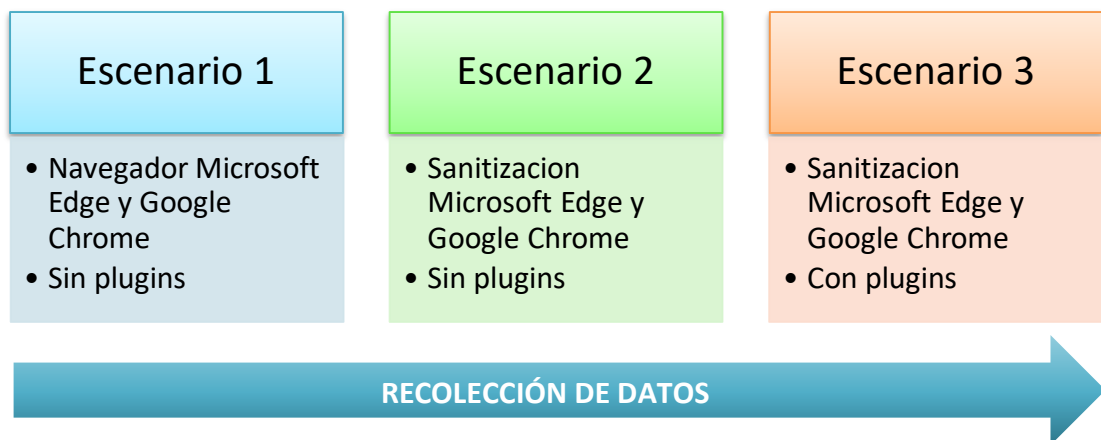 Escenario 1
• Navegador Microsoft
Edge y Google
Chrome
• Sin plugins
Escenario 2
• Sanitizacion
Microsoft Edge y
Google Chrome
• Sin plugins
Escenario 3
• Sanitizacion
Microsoft Edge y
Google Chrome
• Con plugins
RECOLECCIÓN DE DATOS